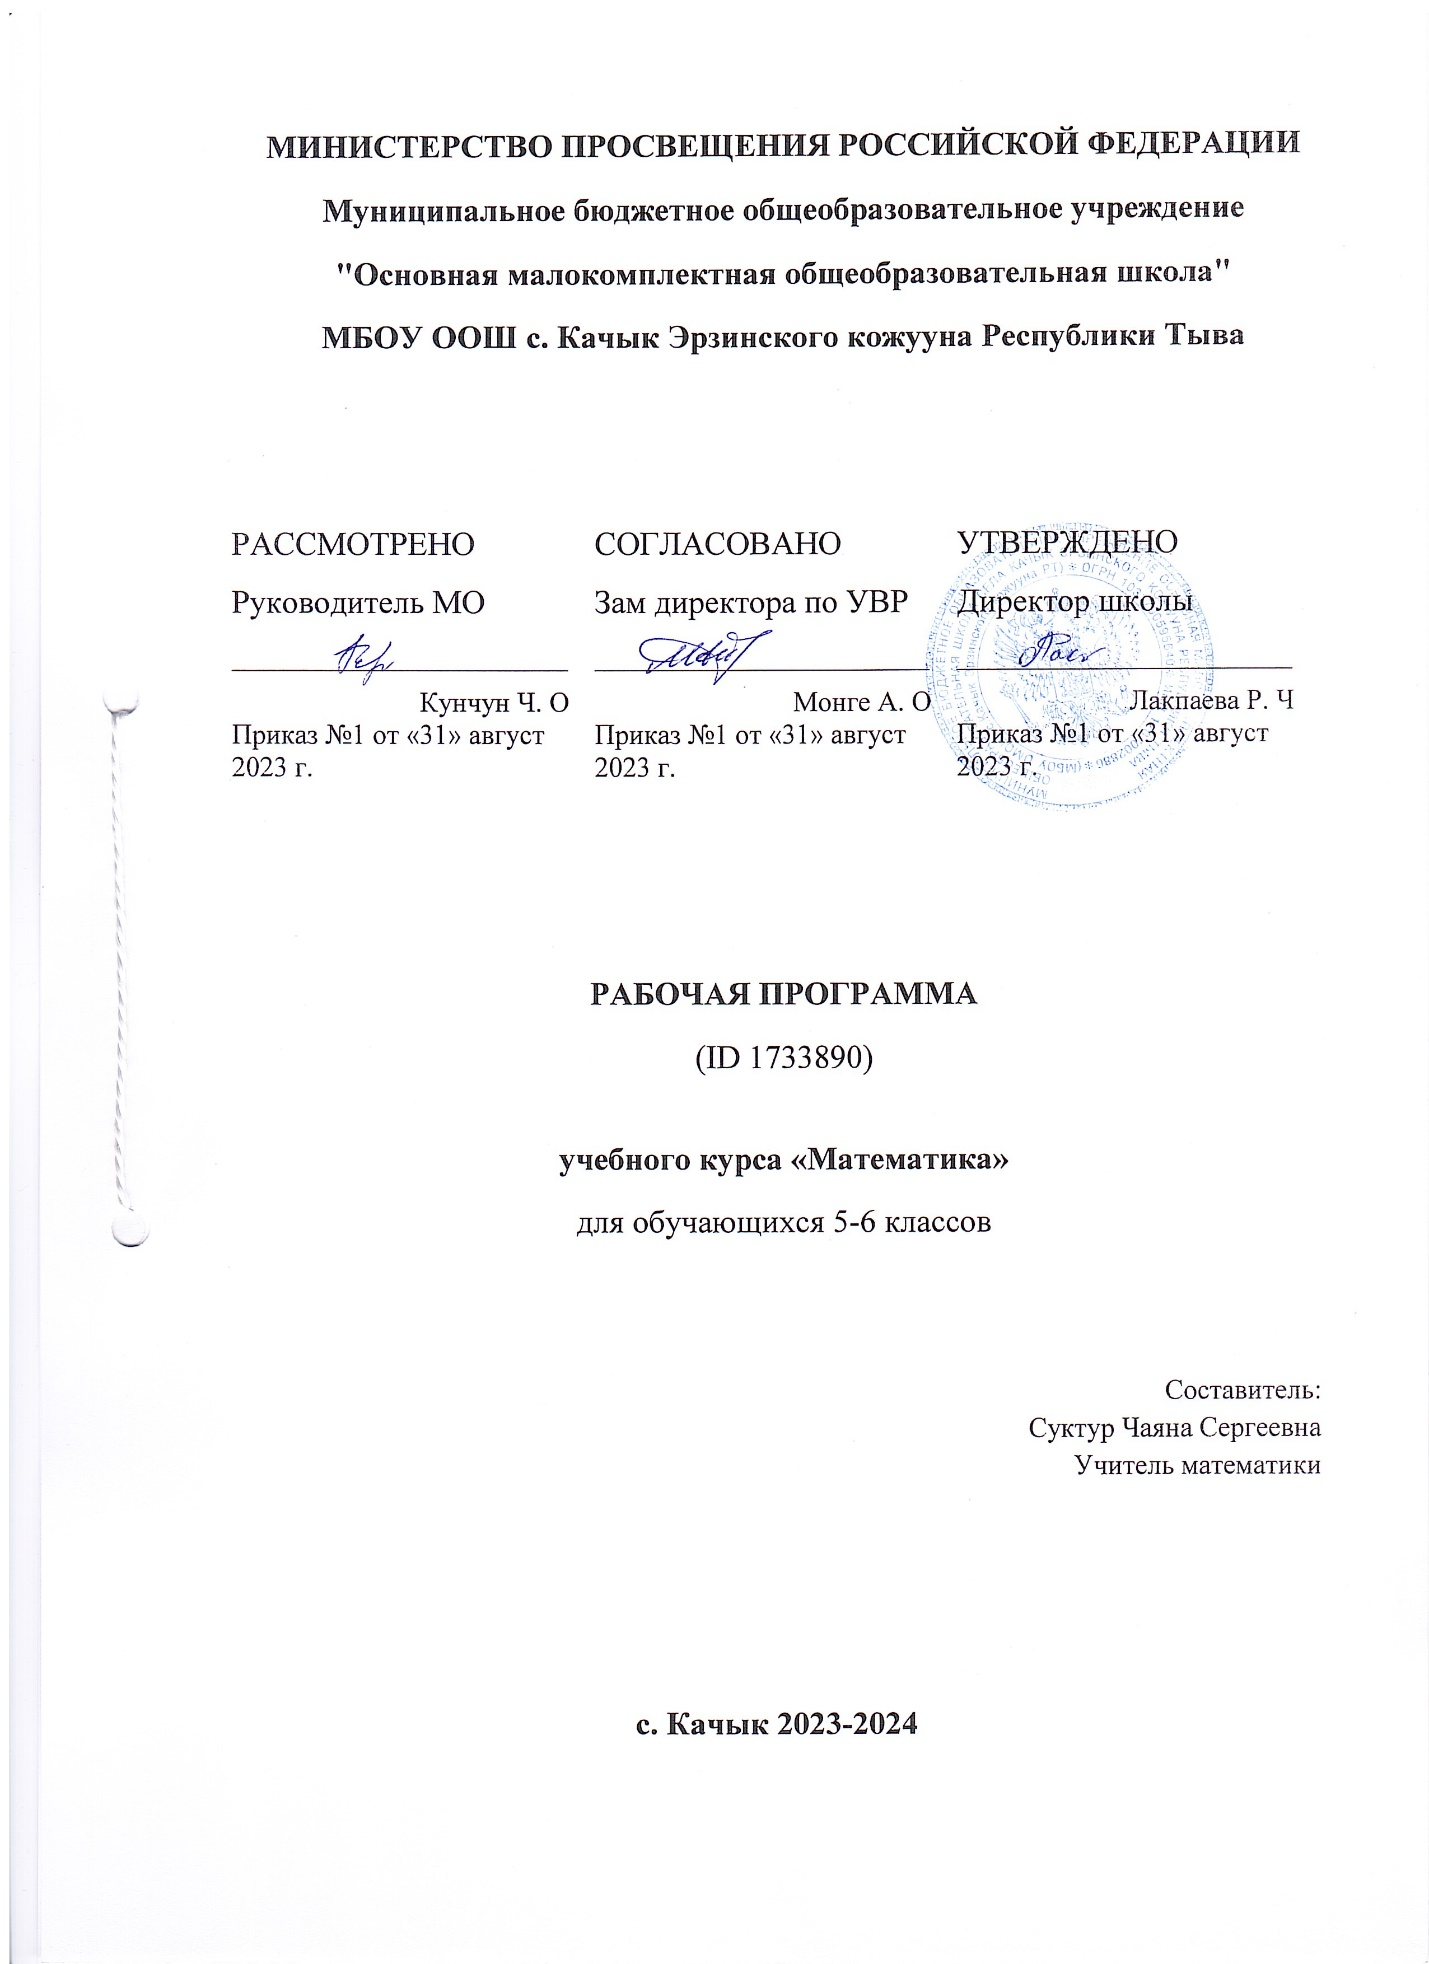 МИНИСТЕРСТВО ПРОСВЕЩЕНИЯ РОССИЙСКОЙ ФЕДЕРАЦИИ
Муниципальное бюджетное общеобразовательное учреждение
"Основная малокомплектная общеобразовательная школа"
МБОУ ООШ с. Качык Эрзинского кожууна Республики Тыва
РАССМОТРЕНО
Руководитель МО
Кунчун Ч. О
Приказ №1 от «31» август
2023 г.
СОГЛАСОВАНО
Зам директора по УВР
Монге А. О
Приказ №1 от «31» август
2023 г.
УТВЕРЖДЕНО
Директор школы
Лакпаева Р. Ч
Приказ №1 от «31» август
2023 г.
РАБОЧАЯ ПРОГРАММА
(ID 1733890)
учебного курса «Математика»
для обучающихся 5-6 классов
Составитель:
Суктур Чаяна Сергеевна
Учитель математики
с. Качык 2023-2024